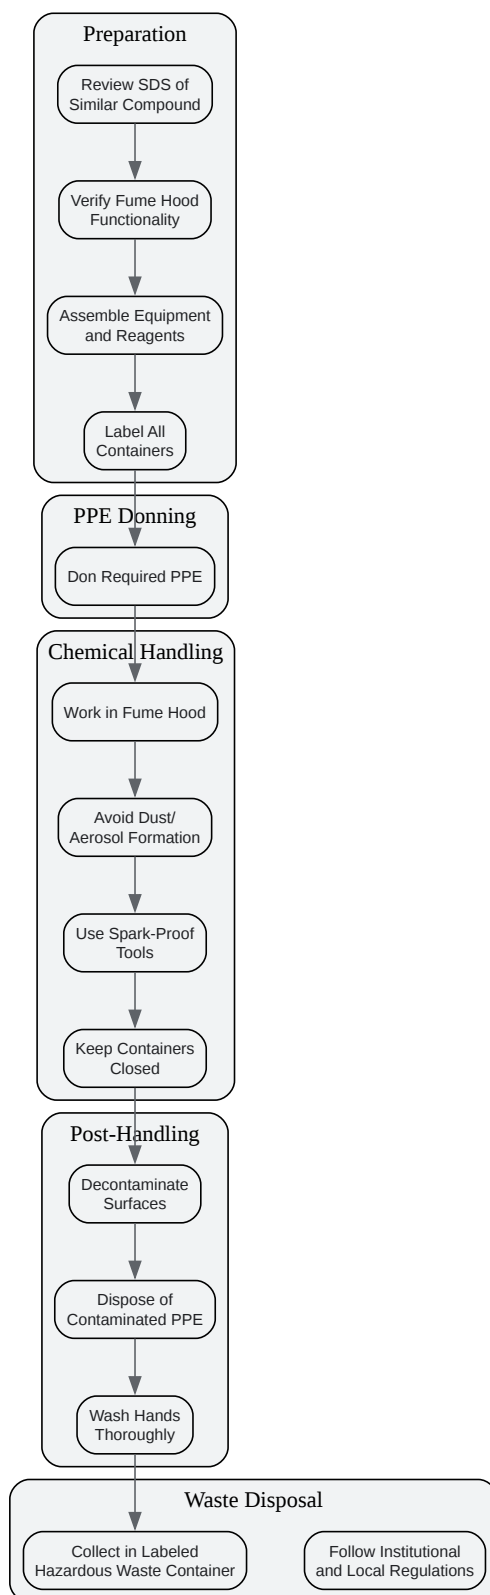 Preparation
Review SDS of
Similar Compound
Verify Fume Hood
Functionality
Assemble Equipment
and Reagents
Label All
Containers
PPE Donning
Don Required PPE
Chemical Handling
Work in Fume Hood
Avoid Dust/
Aerosol Formation
Use Spark-Proof
Tools
Keep Containers
Closed
Post-Handling
Decontaminate
Surfaces
Dispose of
Contaminated PPE
Wash Hands
Thoroughly
Waste Disposal
Collect in Labeled
Hazardous Waste Container
Follow Institutional
and Local Regulations